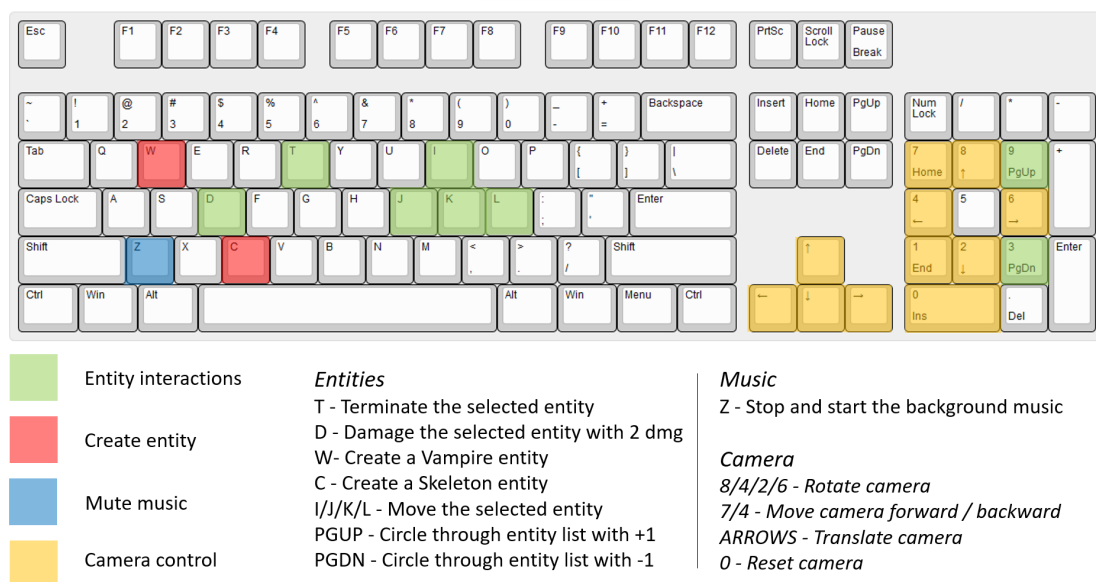 Esc F1 F2 F3 F4 F5 F6 F7 F8 F9 F10 F11 F12 PrtSc Scroll Lock Pause Break
~ ` ! 1 @ 2 # 3 $ 4 % 5 ^ 6 & 7 * 8 ( 9 ) 0 _ - + = Backspace Insert Home PgUp Num Lock / * -
Tab Q W E R T Y U I O P { [ } ] | \ Delete End PgDn 7 Home 8 ↑ 9 PgUp +
Caps Lock A S D F G H J K L : ; " ' Enter 4 ← 5 6 →
Shift Z X C V B N M < , > . ? / Shift ↑ 1 End 2 ↓ 3 PgDn Enter
Ctrl Win Alt Alt Win Menu Ctrl ← ↓ → 0 Ins . Del
Entity interactions
Create entity
Mute music
Camera control
Entities
T - Terminate the selected entity
D - Damage the selected entity with 2 dmg
W- Create a Vampire entity
C - Create a Skeleton entity
I/J/K/L - Move the selected entity
PGUP - Circle through entity list with +1
PGDN - Circle through entity list with -1
Music
Z - Stop and start the background music
Camera
8/4/2/6 - Rotate camera
7/4 - Move camera forward / backward
ARROWS - Translate camera
0 - Reset camera